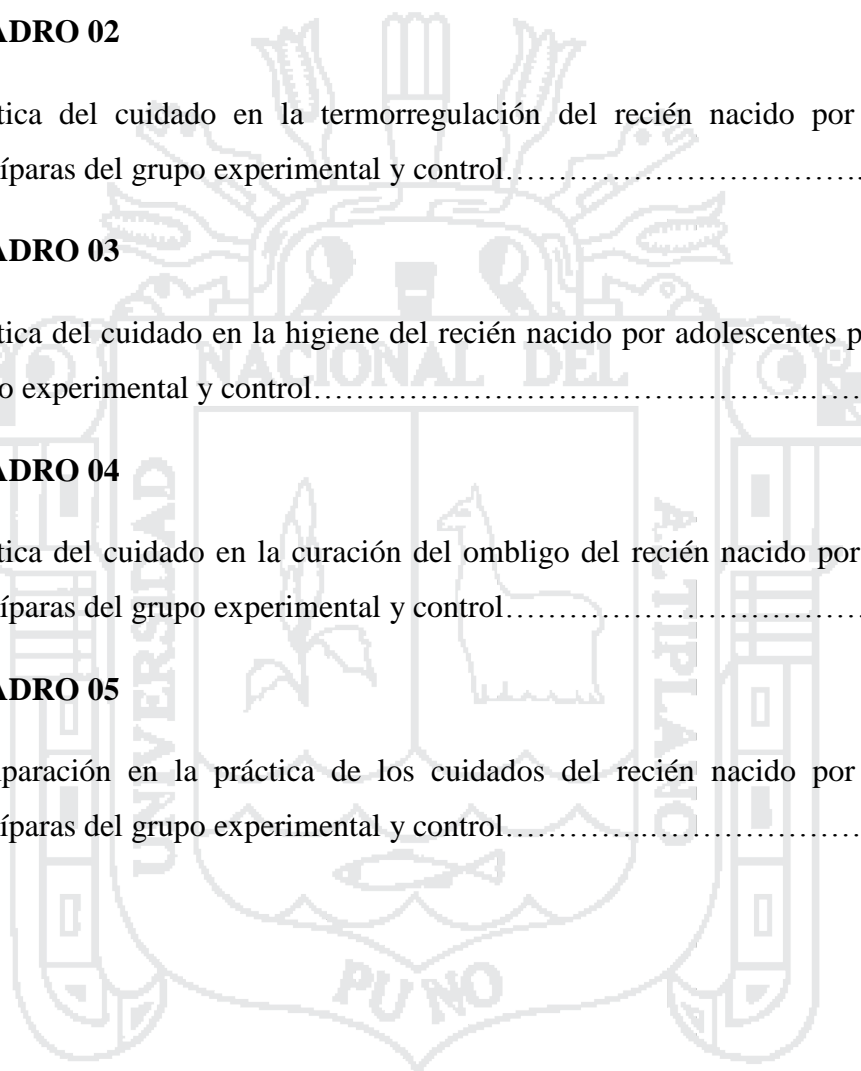 ADRO 02
tica del cuidado en la termorregulación del recién nacido por
íparas del grupo experimental y control……………………………….
ADRO 03
tica del cuidado en la higiene del recién nacido por adolescentes p
o experimental y control………………………………………..……
NACIONAL DEL
ADRO 04
tica del cuidado en la curación del ombligo del recién nacido por
íparas del grupo experimental y control………………………………
ADRO 05
paración en la práctica de los cuidados del recién nacido por
íparas del grupo experimental y control…………..…………………
UNIVERSIDAD
ALTIPLANO
PUNO